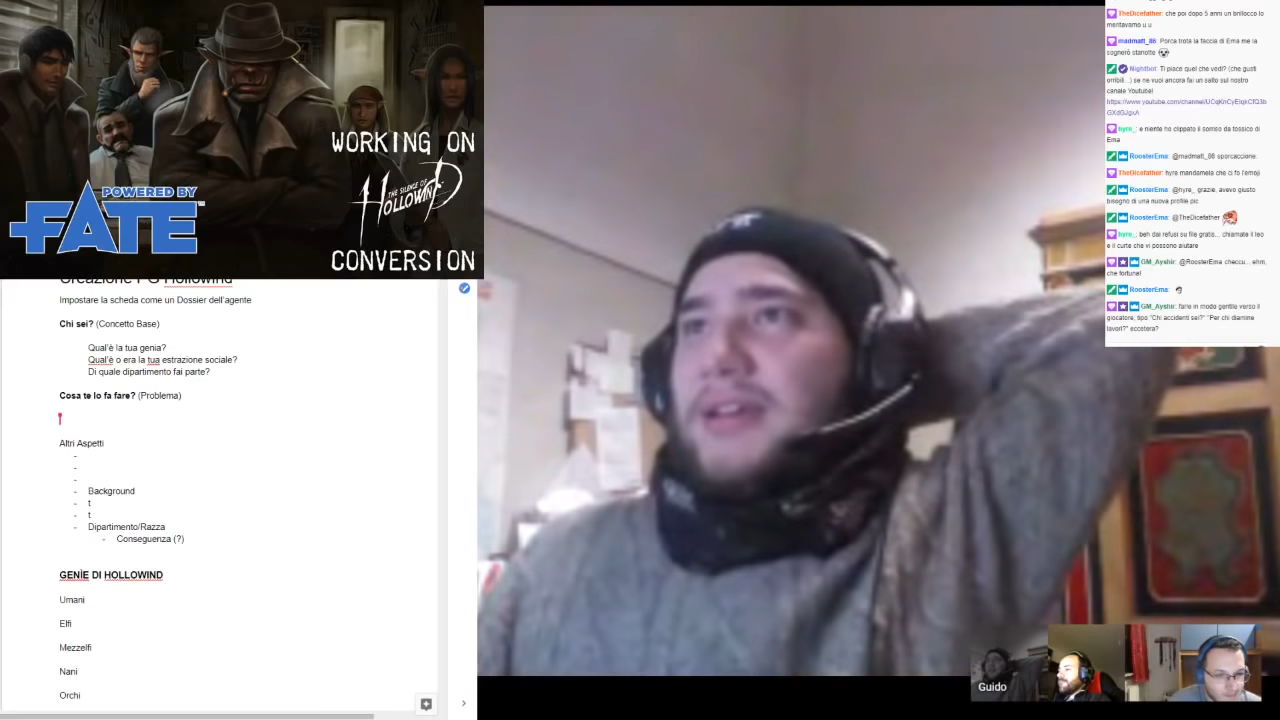 WORKING ON
THE SILENCE OF
HOLLOWIND
CONVERSION
POWERED BY
FATE
TM
Creazione PG Hollowind
Impostare la scheda come un Dossier dell'agente
Chi sei? (Concetto Base)
Qual'è la tua genia?
Qual'è o era la tua estrazione sociale?
Di quale dipartimento fai parte?
Cosa te lo fa fare? (Problema)
Altri Aspetti
-
-
-
- Background
- t
- t
- Dipartimento/Razza
- Conseguenza (?)
GENÌE DI HOLLOWIND
Umani
Elfi
Mezzelfi
Nani
Orchi
TheDicefather: che poi dopo 5 anni un brillocco lo
mentavamo u.u
madmatt_86: Porca trota la faccia di Ema me la
sognerò stanotte
Nightbot: Ti piace quel che vedi? (che gusti
orribili...) se ne vuoi ancora fai un salto sul nostro
canale Youtube!
hyre_: e niente ho clippato il sorriso da tossico di
Ema
RoosterEma: @madmatt_86 sporcaccione.
TheDicefather: hyre mandamela che ci fo l'emoji
RoosterEma: @hyre_ grazie, avevo giusto
bisogno di una nuova profile pic
RoosterEma: @TheDicefather
hyre_: beh dai refusi su file gratis... chiamate il leo
e il curte che vi possono aiutare
GM_Ayshir: @RoosterEma checcu... ehm,
che fortuna!
RoosterEma:
GM_Ayshir: farle in modo gentile verso il
giocatore, tipo "Chi accidenti sei?" "Per chi diamine
lavori?" eccetera?
Guido